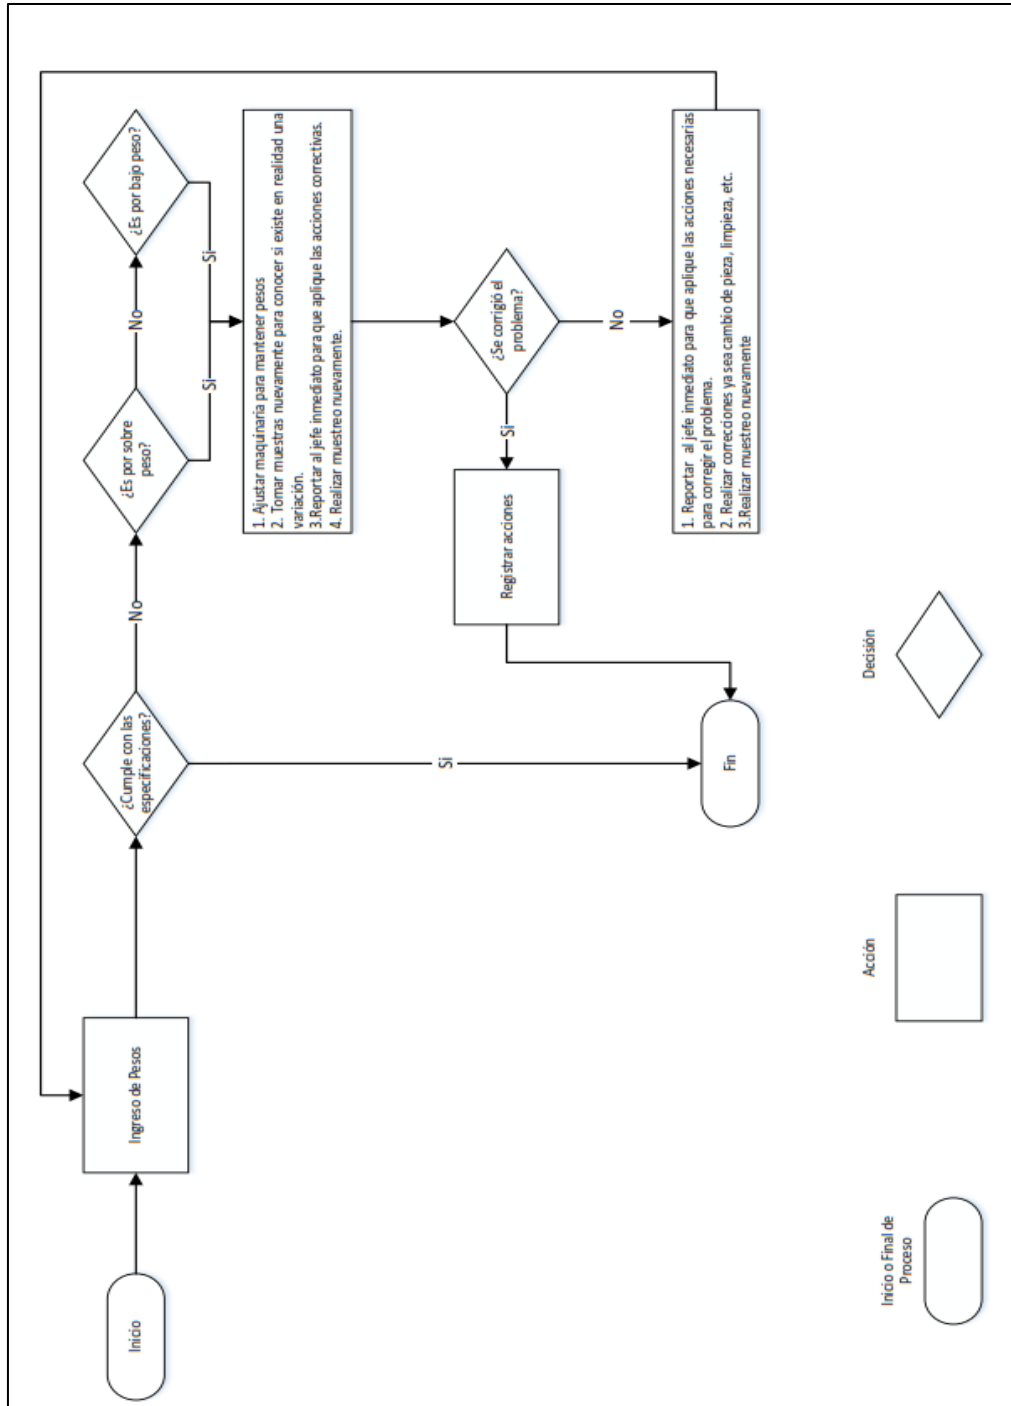 Inicio
Ingreso de Pesos
¿Cumple con las
especificaciones?
No
¿Es por sobre
peso?
No
¿Es por bajo peso?
Si
Si
1. Ajustar maquinaria para mantener pesos
2. Tomar muestras nuevamente para conocer si existe en realidad una
variación.
3.Reportar al jefe inmediato para que aplique las acciones correctivas.
4. Realizar muestreo nuevamente.
Si
¿Se corrigió el
problema?
Si
Registrar acciones
No
1. Reportar al jefe inmediato para que aplique las acciones necesarias
para corregir el problema.
2. Realizar correcciones ya sea cambio de pieza, limpieza, etc.
3.Realizar muestreo nuevamente
Fin
Inicio o Final de
Proceso
Acción
Decisión